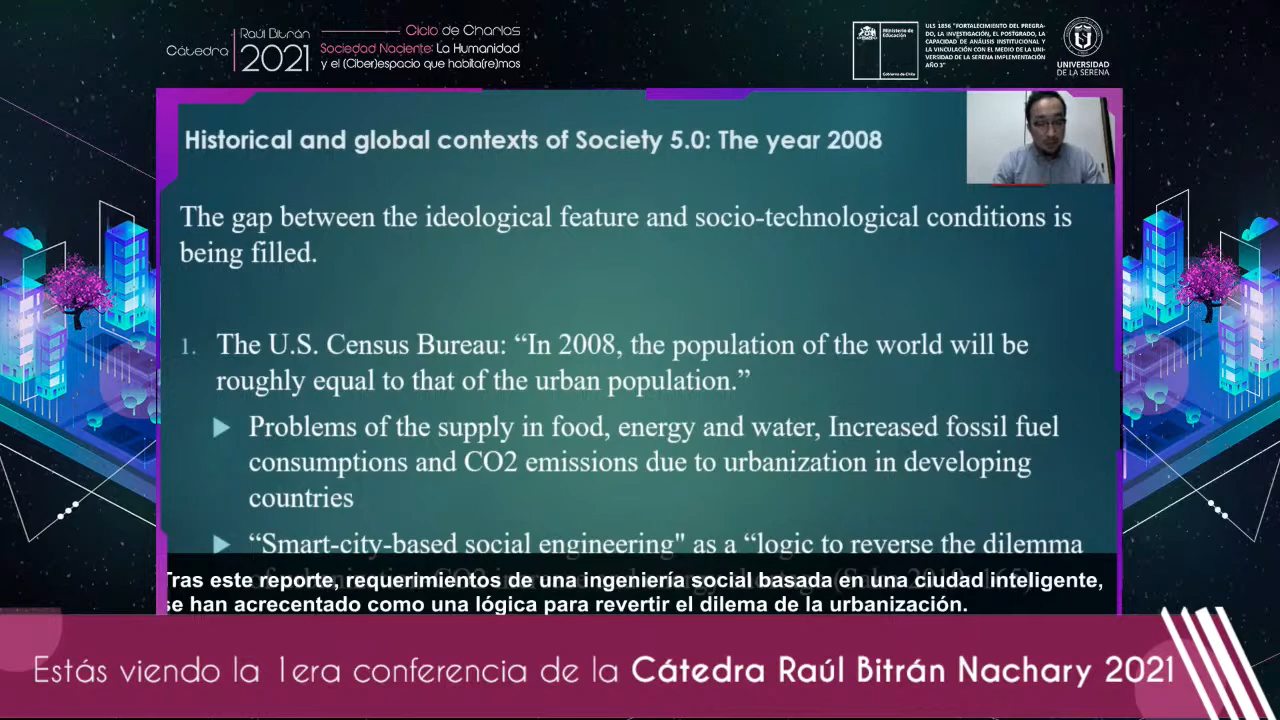 Cátedra
Raúl Bitrán
2021
Ciclo de Charlas
Sociedad Naciente: La Humanidad
y el (Ciber)espacio que habita(re)mos
Ministerio de
Educación
Gobierno de Chile
ULS 1856 "FORTALECIMIENTO DEL PREGRA-
DO, LA INVESTIGACIÓN, EL POSTGRADO, LA
CAPACIDAD DE ANÁLISIS INSTITUCIONAL Y
LA VINCULACIÓN CON EL MEDIO DE LA UNI-
VERSIDAD DE LA SERENA IMPLEMENTACIÓN
AÑO 3"
UNIVERSIDAD
DE LA SERENA
Historical and global contexts of Society 5.0: The year 2008
The gap between the ideological feature and socio-technological conditions is
being filled.
1. The U.S. Census Bureau: “In 2008, the population of the world will be
roughly equal to that of the urban population.”
Problems of the supply in food, energy and water, Increased fossil fuel
consumptions and CO2 emissions due to urbanization in developing
countries
“Smart-city-based social engineering" as a “logic to reverse the dilemma
Tras este reporte, requerimientos de una ingeniería social basada en una ciudad inteligente,
se han acrecentado como una lógica para revertir el dilema de la urbanización.
Estás viendo la 1era conferencia de la Cátedra Raúl Bitrán Nachary 2021